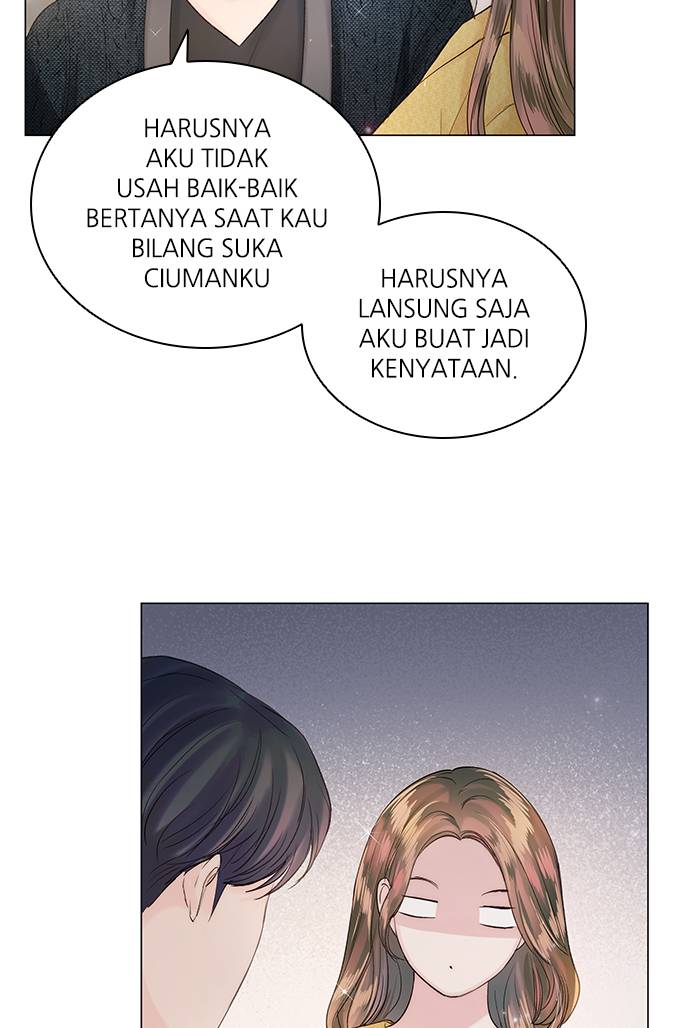 HARUSNYA
AKU TIDAK
USAH BAIK-BAIK
BERTANYA SAAT KAU
BILANG SUKA
CIUMANKU
HARUSNYA
LANSUNG SAJA
AKU BUAT JADI
KENYATAAN.